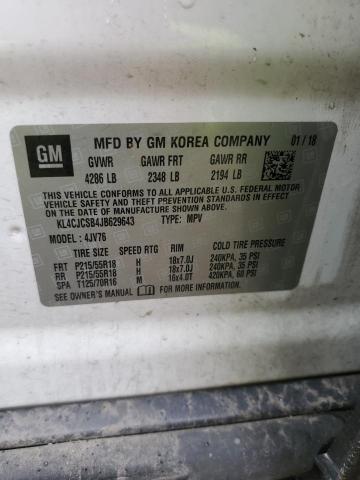 GM
MFD BY GM KOREA COMPANY 01/18
GVWR GAWR FRT GAWR RR
4286 LB 2348 LB 2194 LB
THIS VEHICLE CONFORMS TO ALL APPLICABLE U.S. FEDERAL MOTOR
VEHICLE SAFETY, BUMPER, AND THEFT PREVENTION STANDARDS IN
EFFECT ON THE DATE OF MANUFACTURE SHOWN ABOVE.
KL4CJCSB4JB629643 TYPE: MPV
MODEL: 4JV76
TIRE SIZE SPEED RTG RIM COLD TIRE PRESSURE
FRT P215/55R18 H 18x7.0J 240KPA, 35 PSI
RR P215/55R18 H 18x7.0J 240KPA, 35 PSI
SPA T125/70R16 M 16x4.0T 420KPA, 60 PSI
SEE OWNER'S MANUAL FOR ADDITIONAL INFORMATION.